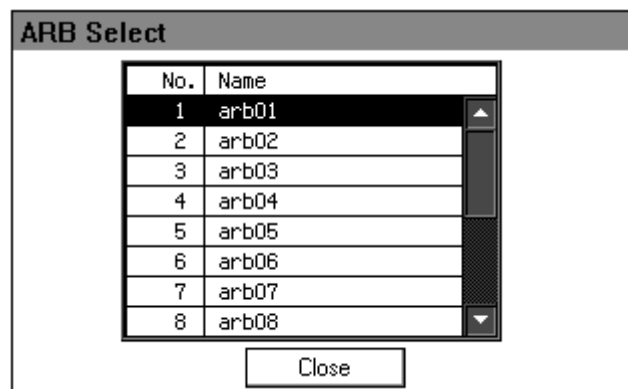 ARB Select
No. Name
1 arb01
2 arb02
3 arb03
4 arb04
5 arb05
6 arb06
7 arb07
8 arb08
Close